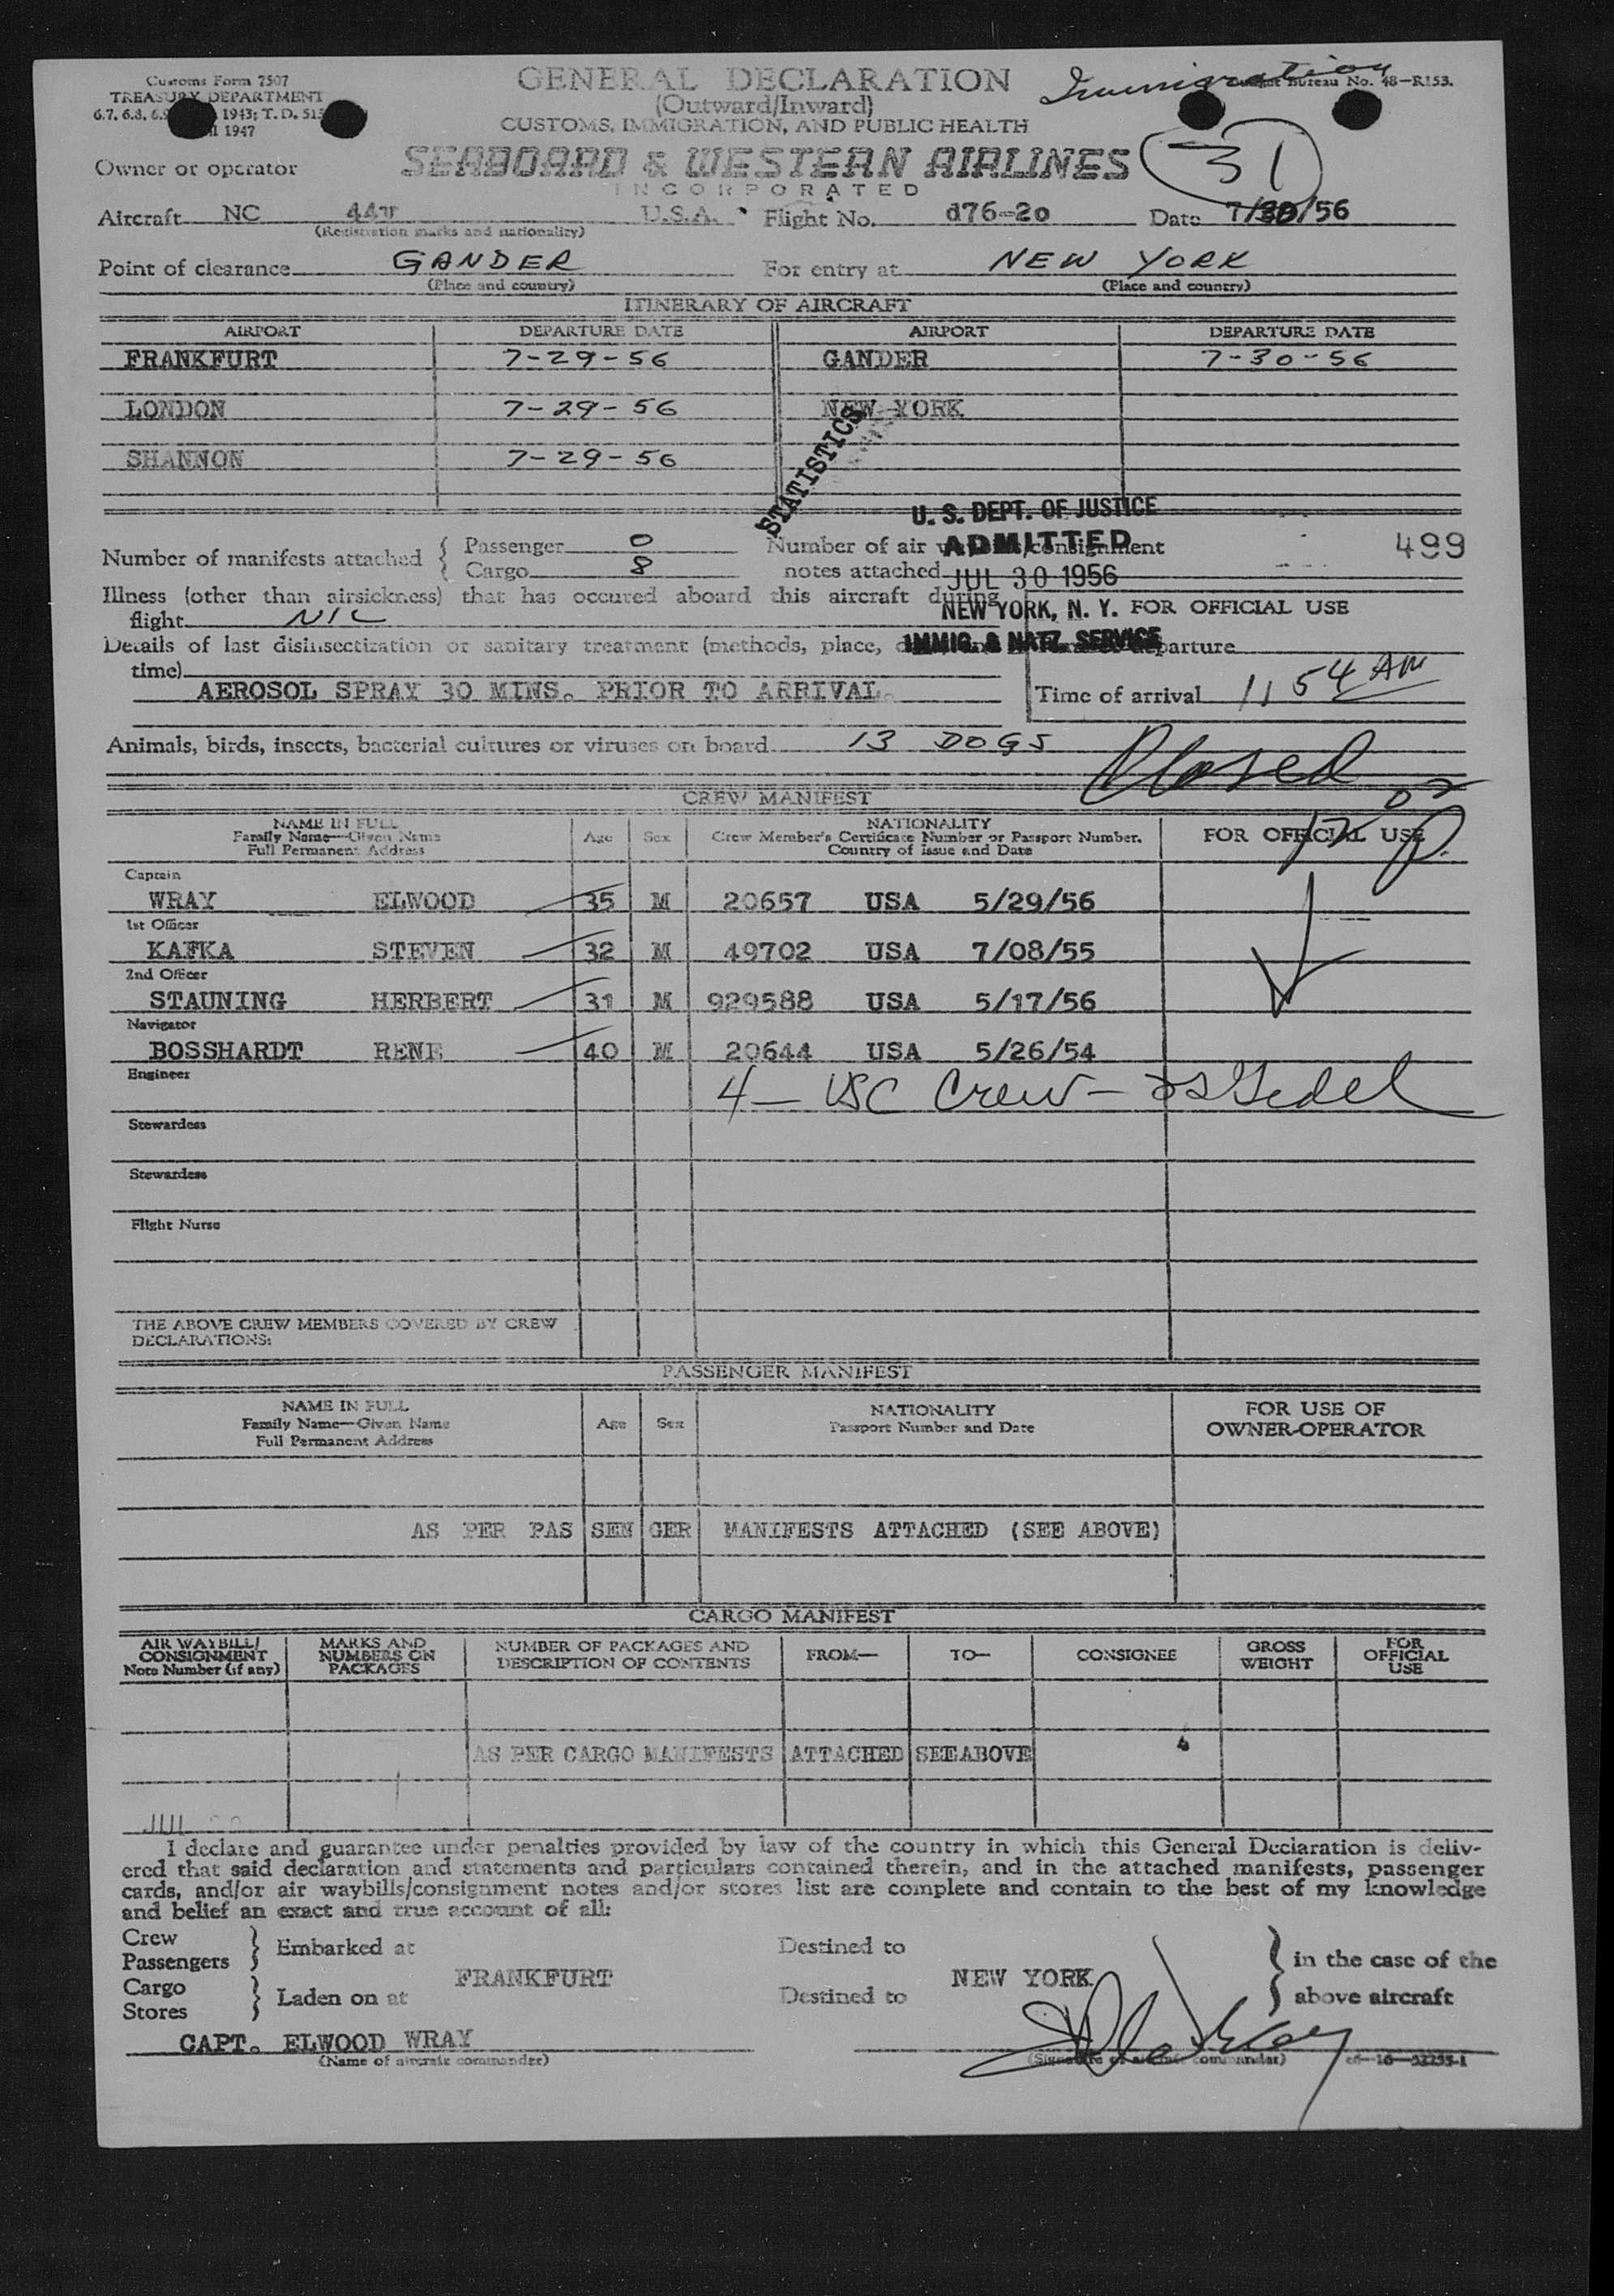 Customs Form 7507
TREASURY DEPARTMENT
1943; T. D.
1947
GENERAL DECLARATION
(Outward/Inward)
CUSTOMS, IMMIGRATION, AND PUBLIC HEALTH
Immigration
Bureau No. 48—R153.
31
Owner or operator SEABOARD & WESTERN AIRLINES
INCORPORATED
Aircraft NC U.S.A. Flight No. d76-20 Date 7/30/56
(Registration marks and nationality)
Point of clearance GANDER For entry at NEW YORK
(Place and country) (Place and country)
ITINERARY OF AIRCRAFT
AIRPORT DEPARTURE DATE AIRPORT DEPARTURE DATE
FRANKFURT 7-29-56 GANDER 7-30-56
LONDON 7-29-56 NEW YORK
SHANNON 7-29-56
STATISTICS
U. S. DEPT. OF JUSTICE
ADMITTED
JUL 30 1956
NEW YORK, N. Y.
IMMIG. & NATZ. SERVICE
Number of manifests attached { Passenger 0 Number of air consignment 499
{ Cargo 8 notes attached
Illness (other than airsickness) that has occured aboard this aircraft during
flight NIL FOR OFFICIAL USE
Details of last disinsectization or sanitary treatment (methods, place, departure
time)
AEROSOL SPRAY 30 MINS. PRIOR TO ARRIVAL. Time of arrival 11 54 AM
Animals, birds, insects, bacterial cultures or viruses on board 13 DOGS
Closed
CREW MANIFEST
NAME IN FULL
Family Name—Given Name
Full Permanent Address
Age Sex
NATIONALITY
Crew Member's Certificate Number or Passport Number.
Country of Issue and Date
FOR OFFICIAL USE
Captain
WRAY ELWOOD 35 M 20657 USA 5/29/56
1st Officer
KAFKA STEVEN 32 M 49702 USA 7/08/55
2nd Officer
STAUNING HERBERT 31 M 929588 USA 5/17/56
Navigator
BOSSHARDT RENE 40 M 20644 USA 5/26/54
Engineer
4 — USC Crew —
Stewardess
Stewardess
Flight Nurse
THE ABOVE CREW MEMBERS COVERED BY CREW
DECLARATIONS:
PASSENGER MANIFEST
NAME IN FULL
Family Name—Given Name
Full Permanent Address
Age Sex
NATIONALITY
Passport Number and Date
FOR USE OF
OWNER-OPERATOR
AS PER PAS SEN GER MANIFESTS ATTACHED (SEE ABOVE)
CARGO MANIFEST
AIR WAYBILL/
CONSIGNMENT
Note Number (if any)
MARKS AND
NUMBERS ON
PACKAGES
NUMBER OF PACKAGES AND
DESCRIPTION OF CONTENTS
FROM— TO— CONSIGNEE
GROSS
WEIGHT
FOR
OFFICIAL
USE
AS PER CARGO MANIFESTS ATTACHED SEE ABOVE
I declare and guarantee under penalties provided by law of the country in which this General Declaration is deliv-
ered that said declaration and statements and particulars contained therein, and in the attached manifests, passenger
cards, and/or air waybills/consignment notes and/or stores list are complete and contain to the best of my knowledge
and belief an exact and true account of all:
Crew
Passengers } Embarked at Destined to } in the case of the
FRANKFURT NEW YORK
Cargo
Stores } Laden on at Destined to } above aircraft
CAPT. ELWOOD WRAY
(Name of aircraft commander) (Signature of aircraft commander)